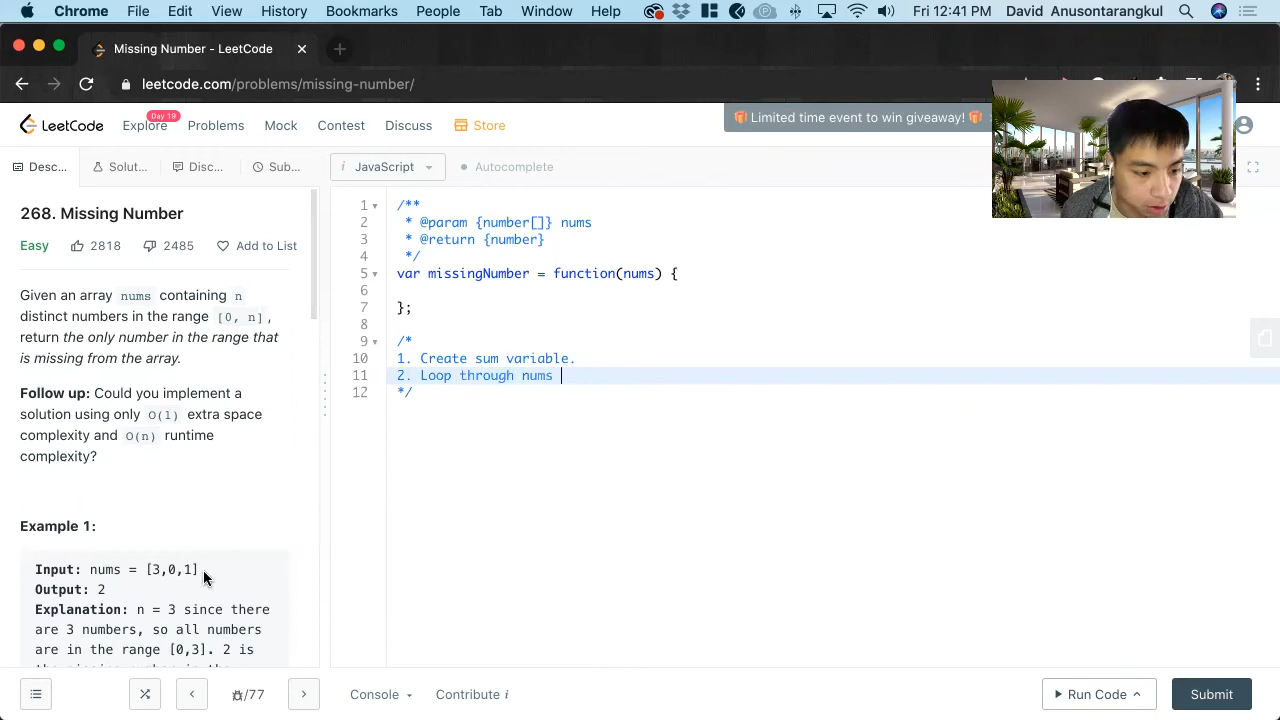 Chrome File Edit View History Bookmarks People Tab Window Help Fri 12:41 PM David Anusontarangkul
Missing Number - LeetCode
leetcode.com/problems/missing-number/
LeetCode Explore Day 19 Problems Mock Contest Discuss Store
Limited time event to win giveaway!
Desc... Solut... Disc... Sub...
i JavaScript Autocomplete
268. Missing Number
Easy 2818 2485 Add to List
Given an array nums containing n
distinct numbers in the range [0, n],
return the only number in the range that
is missing from the array.
Follow up: Could you implement a
solution using only O(1) extra space
complexity and O(n) runtime
complexity?
Example 1:
Input: nums = [3,0,1]
Output: 2
Explanation: n = 3 since there
are 3 numbers, so all numbers
are in the range [0,3]. 2 is
1 /**
2 * @param {number[]} nums
3 * @return {number}
4 */
5 var missingNumber = function(nums) {
6
7 };
8
9 /*
10 1. Create sum variable.
11 2. Loop through nums
12 */
/77
Console Contribute i
Run Code Submit